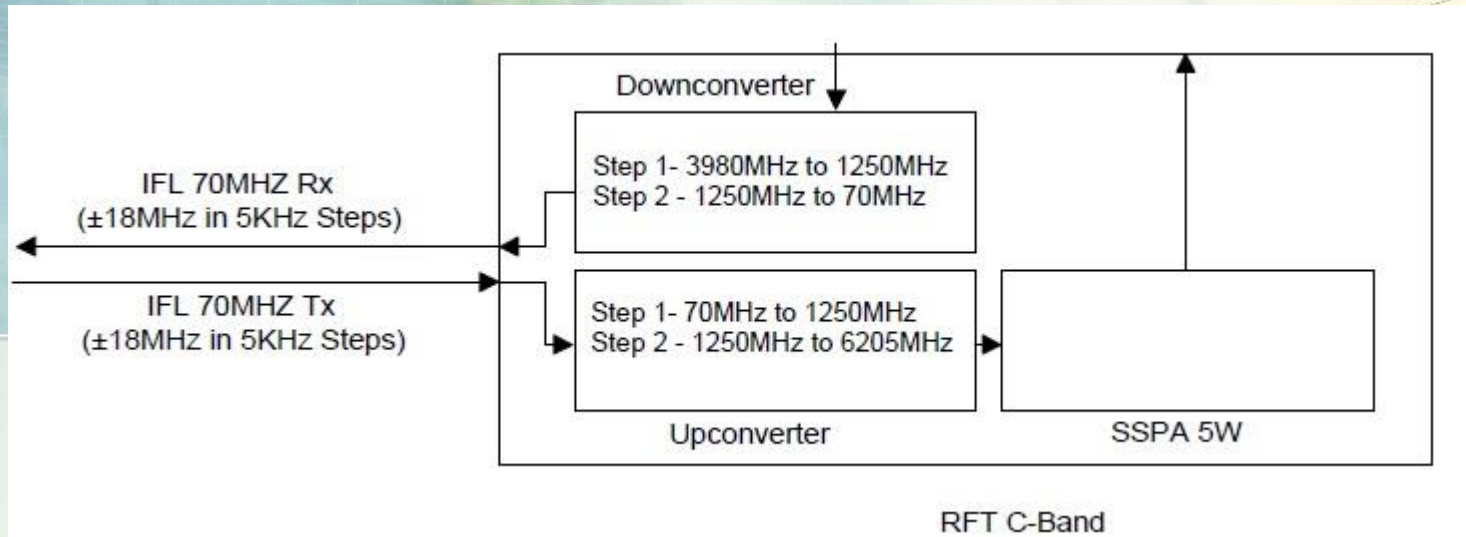 Downconverter
Step 1- 3980MHz to 1250MHz
Step 2 - 1250MHz to 70MHz
IFL 70MHZ Rx
(±18MHz in 5KHz Steps)
IFL 70MHZ Tx
(±18MHz in 5KHz Steps)
Step 1- 70MHz to 1250MHz
Step 2 - 1250MHz to 6205MHz
Upconverter
SSPA 5W
RFT C-Band